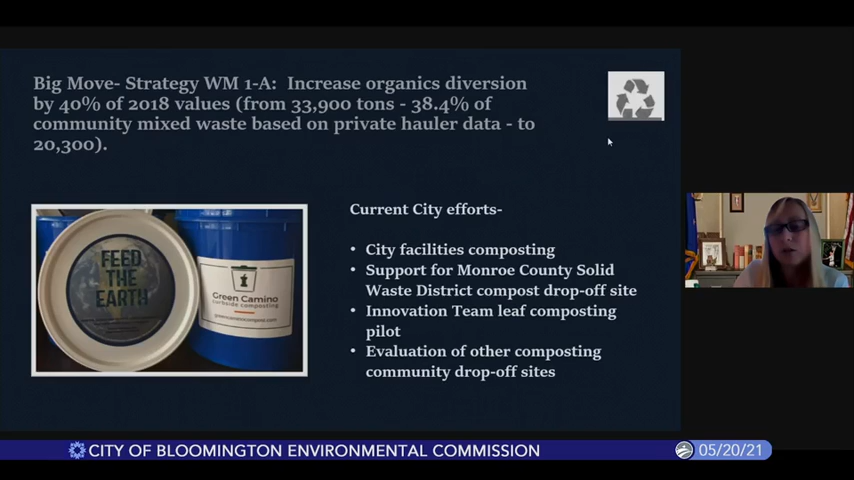 Big Move- Strategy WM 1-A: Increase organics diversion
by 40% of 2018 values (from 33,900 tons - 38.4% of
community mixed waste based on private hauler data - to
20,300).
FEED
THE
EARTH
Green Camino
curbside composting
greencaminocompost.com
Current City efforts-
• City facilities composting
• Support for Monroe County Solid
Waste District compost drop-off site
• Innovation Team leaf composting
pilot
• Evaluation of other composting
community drop-off sites
CITY OF BLOOMINGTON ENVIRONMENTAL COMMISSION
05/20/21